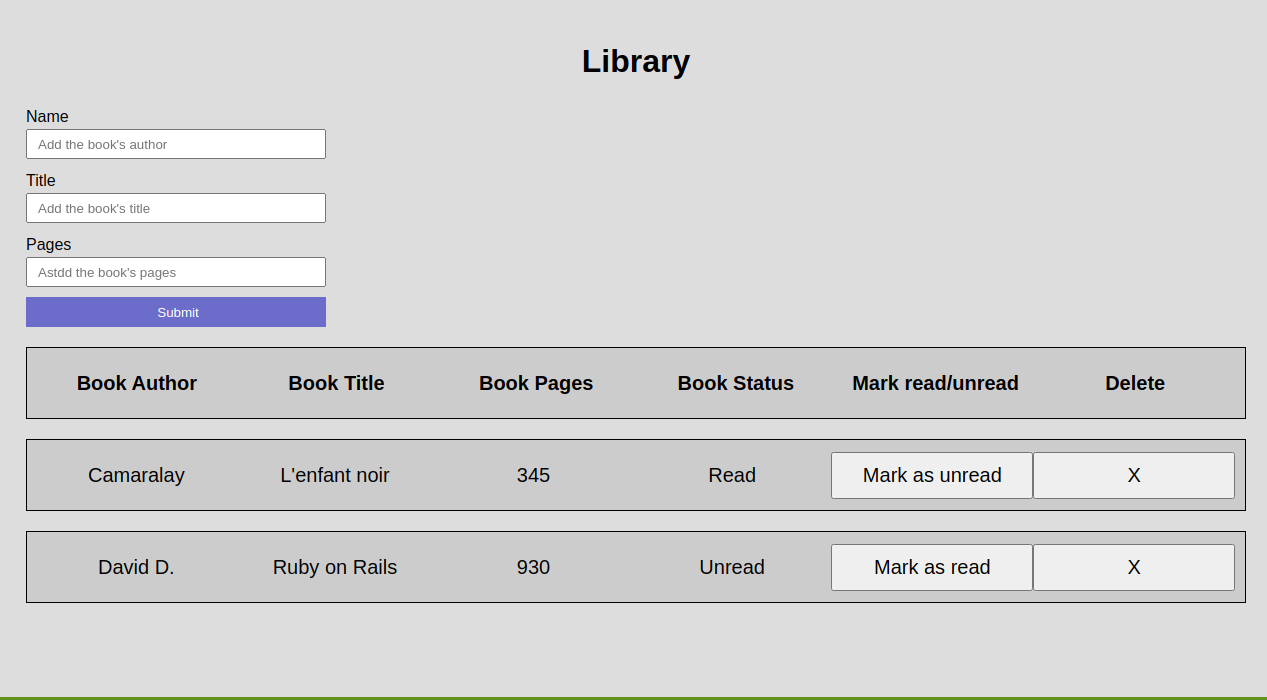 Library
Name
Add the book's author
Title
Add the book's title
Pages
Astdd the book's pages
Submit
Book Author Book Title Book Pages Book Status Mark read/unread Delete
Camaralay L'enfant noir 345 Read Mark as unread X
David D. Ruby on Rails 930 Unread Mark as read X